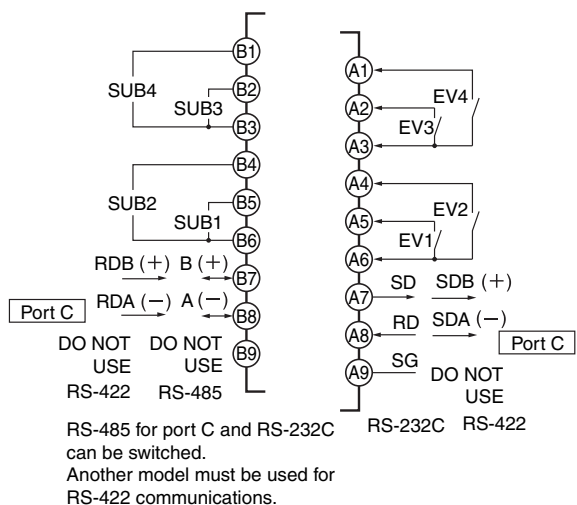 B1
SUB4
B2
SUB3
B3
B4
SUB2
B5
SUB1
B6
RDB (+) B (+)
B7
Port C
RDA (−) A (−)
B8
DO NOT USE
DO NOT USE
B9
RS-422 RS-485
A1
EV4
A2
EV3
A3
A4
EV2
A5
EV1
A6
A7
SD SDB (+)
A8
RD SDA (−)
Port C
A9
SG
DO NOT
USE
RS-232C RS-422
RS-485 for port C and RS-232C
can be switched.
Another model must be used for
RS-422 communications.